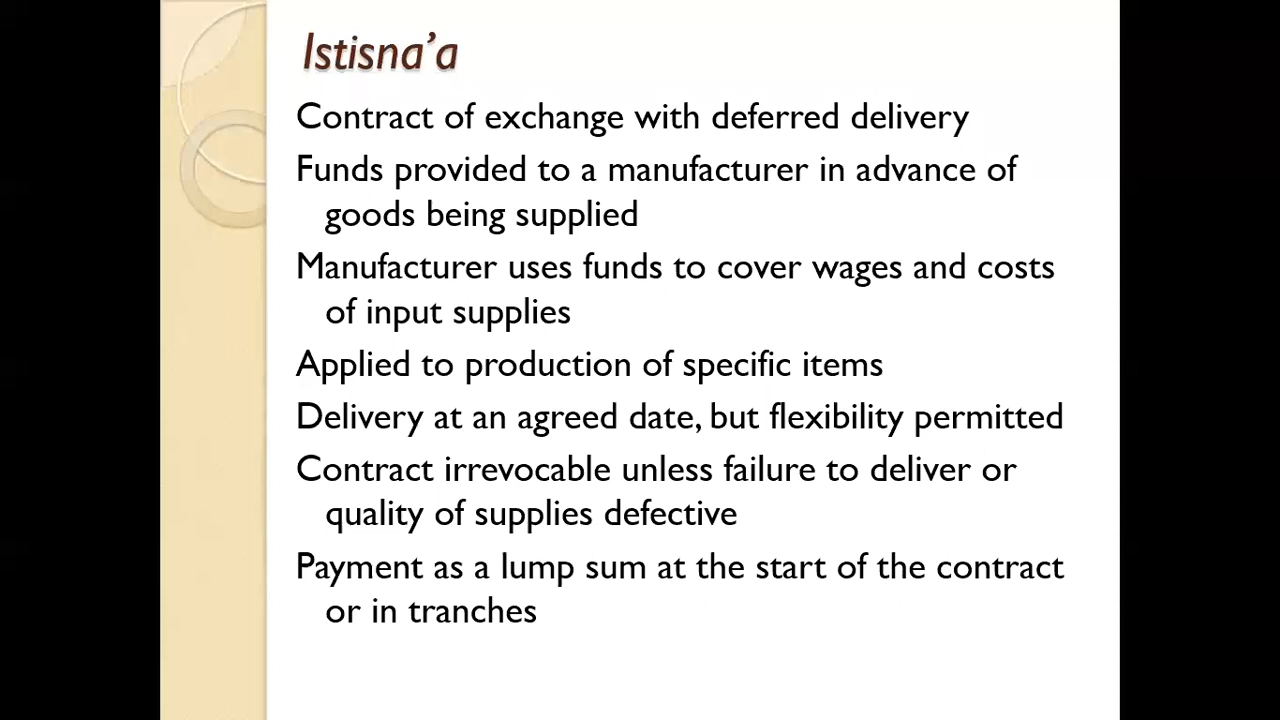 Istisna’a
Contract of exchange with deferred delivery
Funds provided to a manufacturer in advance of
goods being supplied
Manufacturer uses funds to cover wages and costs
of input supplies
Applied to production of specific items
Delivery at an agreed date, but flexibility permitted
Contract irrevocable unless failure to deliver or
quality of supplies defective
Payment as a lump sum at the start of the contract
or in tranches